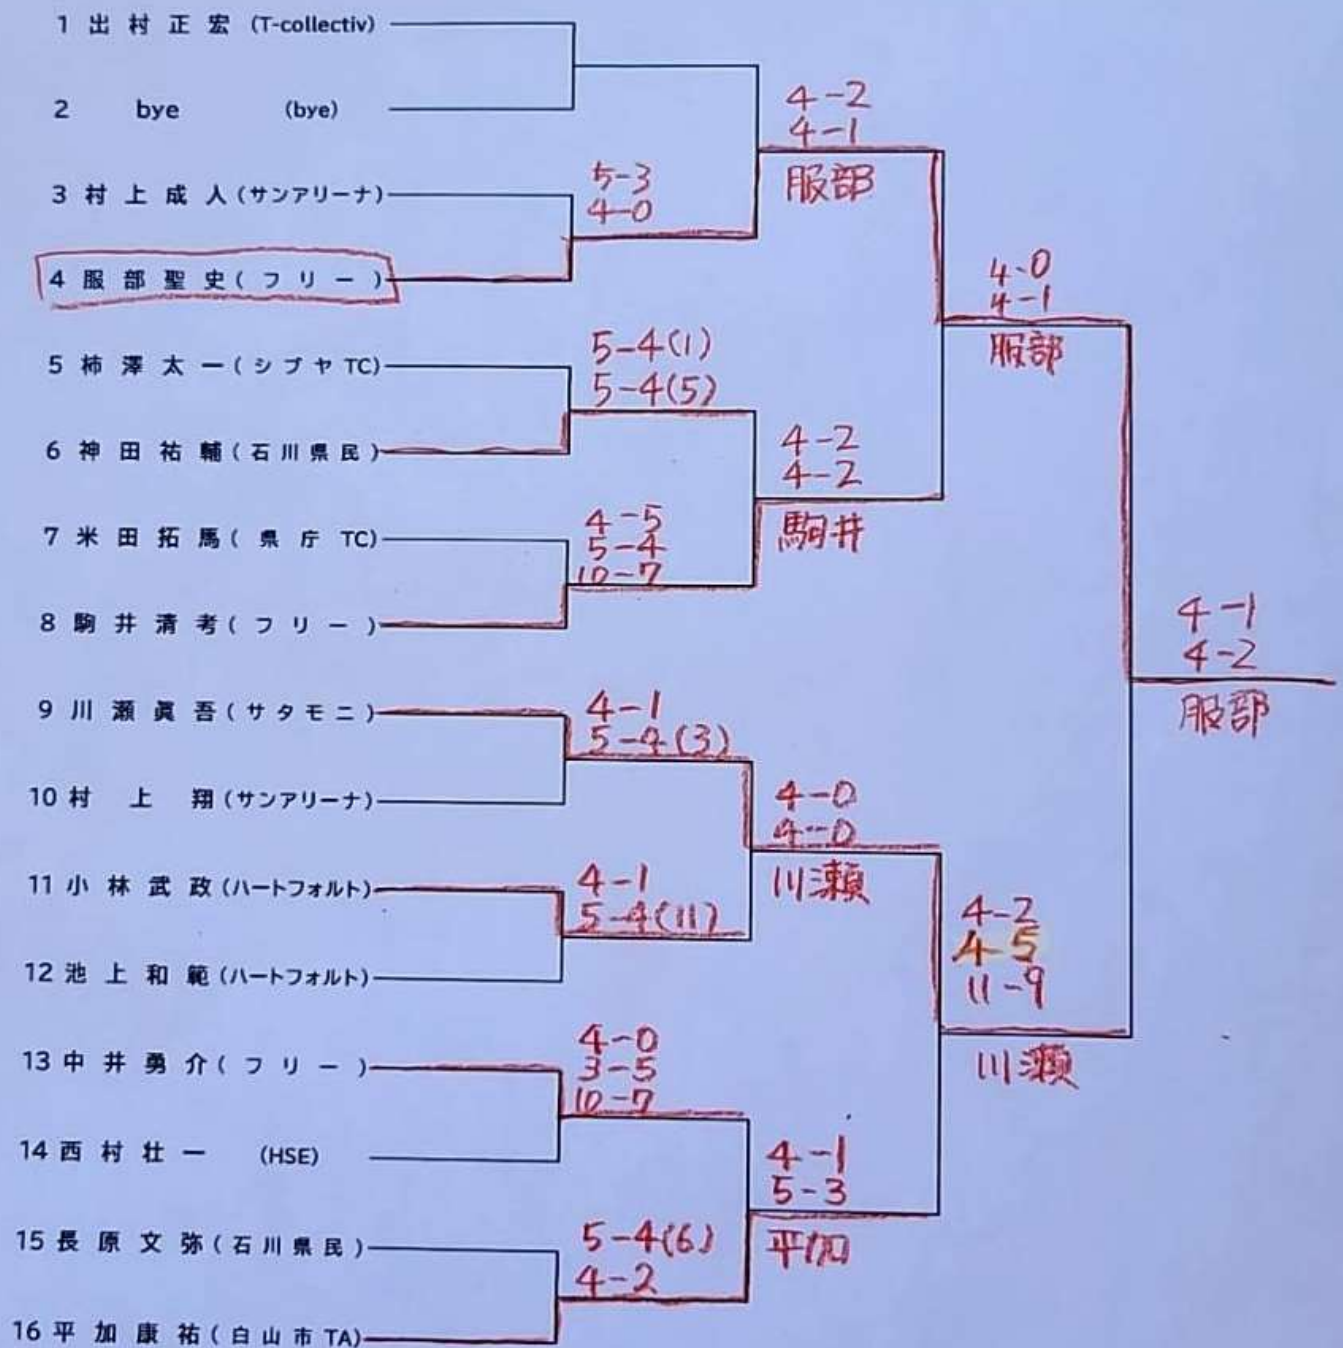 1 出村正宏 (T-collectiv)
2 bye (bye)
4-2
4-1
服部
3 村上成人 (サンアリーナ)
5-3
4-0
4 服部聖史 (フリー)
4-0
4-1
服部
5 柿澤太一 (シブヤ TC)
5-4(1)
5-4(5)
6 神田祐輔 (石川県民)
4-2
4-2
駒井
7 米田拓馬 (県庁 TC)
4-5
5-4
10-7
8 駒井清考 (フリー)
4-1
4-2
服部
9 川瀬眞吾 (サタモニ)
4-1
5-4(3)
10 村上翔 (サンアリーナ)
4-0
4-0
川瀬
11 小林武政 (ハートフォルト)
4-1
5-4(11)
12 池上和範 (ハートフォルト)
4-2
4-5
11-9
川瀬
13 中井勇介 (フリー)
4-0
3-5
10-7
14 西村壮一 (HSE)
4-1
5-3
平加
15 長原文弥 (石川県民)
5-4(6)
4-2
16 平加康祐 (白山市 TA)